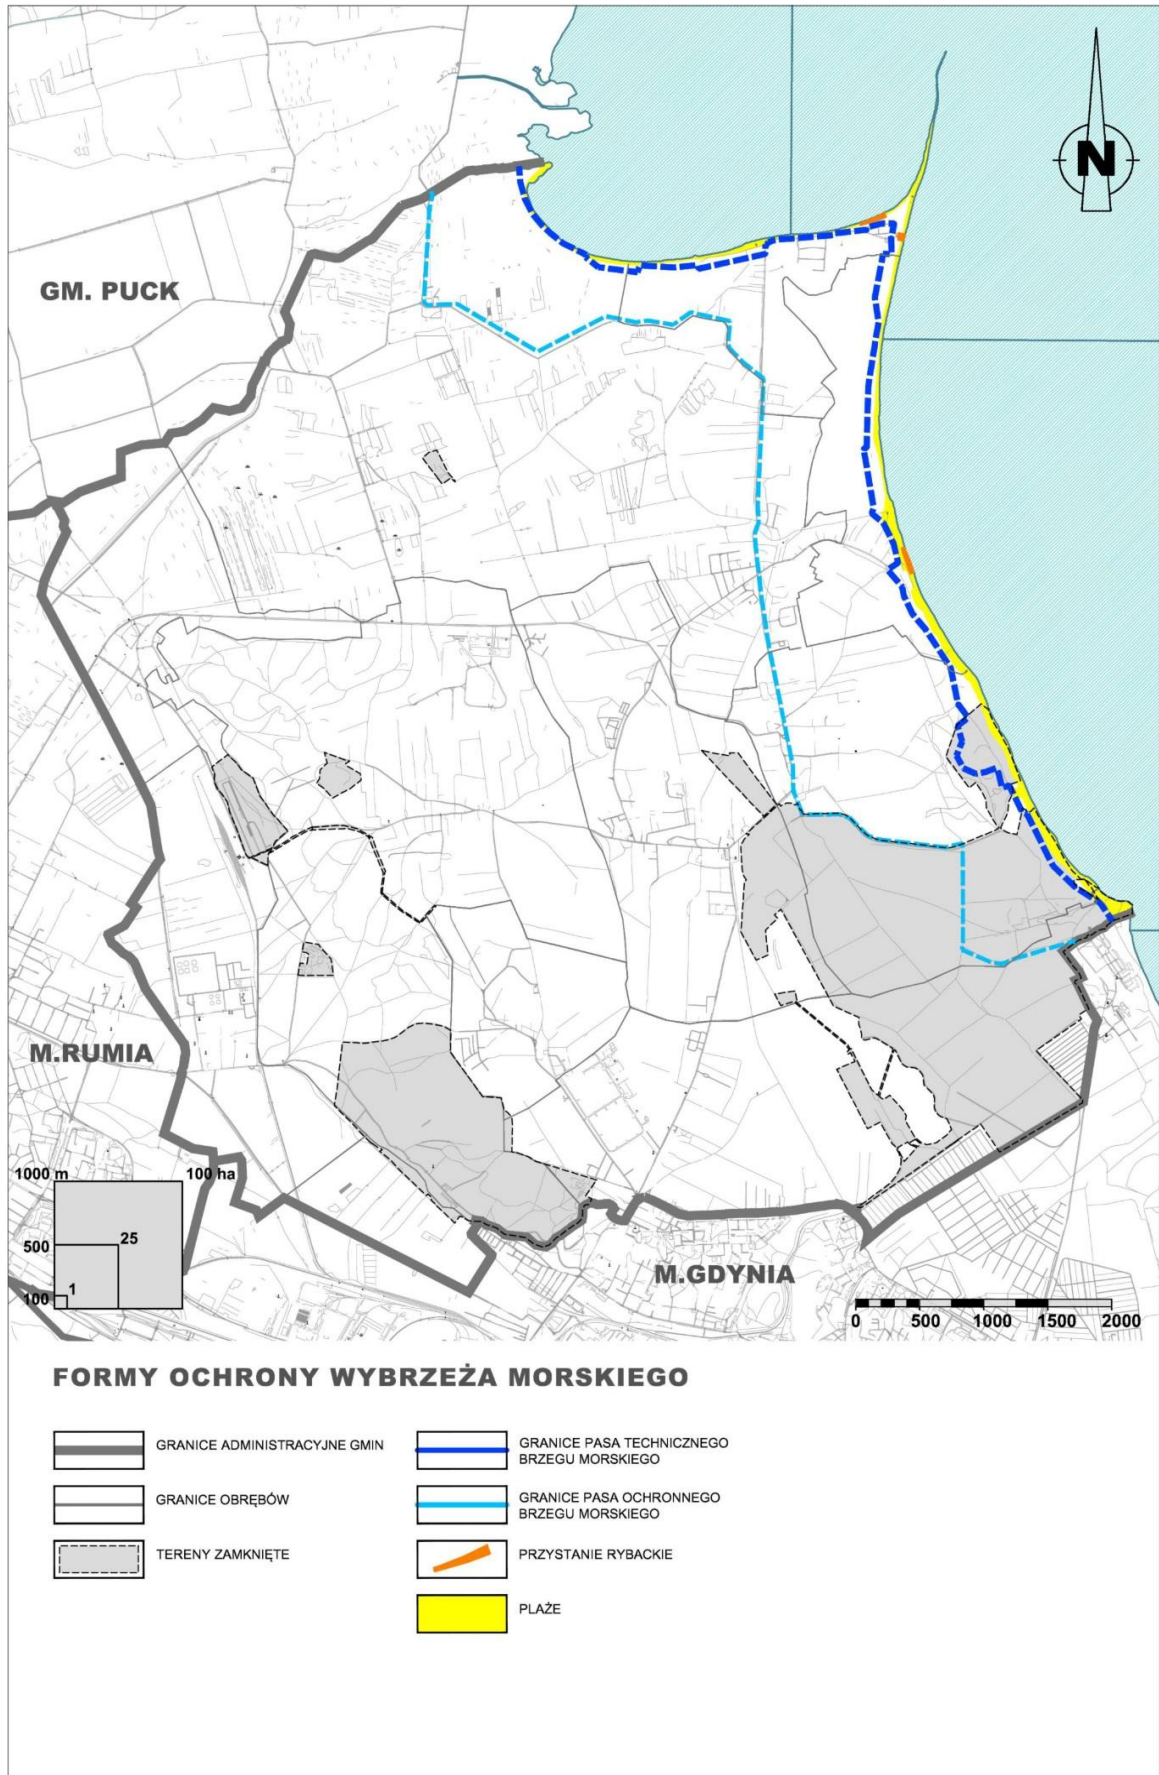 N
GM. PUCK
M.RUMIA
1000 m
100 ha
500
25
100
1
M.GDYNIA
0 500 1000 1500 2000
FORMY OCHRONY WYBRZEŻA MORSKIEGO
GRANICE ADMINISTRACYJNE GMIN
GRANICE OBRĘBÓW
TERENY ZAMKNIĘTE
GRANICE PASA TECHNICZNEGO
BRZEGU MORSKIEGO
GRANICE PASA OCHRONNEGO
BRZEGU MORSKIEGO
PRZYSTANIE RYBACKIE
PLAŻE